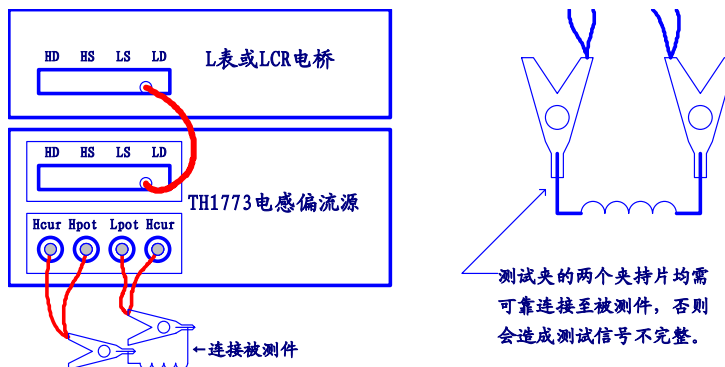 HD HS LS LD
L表或LCR电桥
HD HS LS LD
TH1773电感偏流源
Hcur Hpot Lpot Hcur
←连接被测件
测试夹的两个夹持片均需
可靠连接至被测件，否则
会造成测试信号不完整。